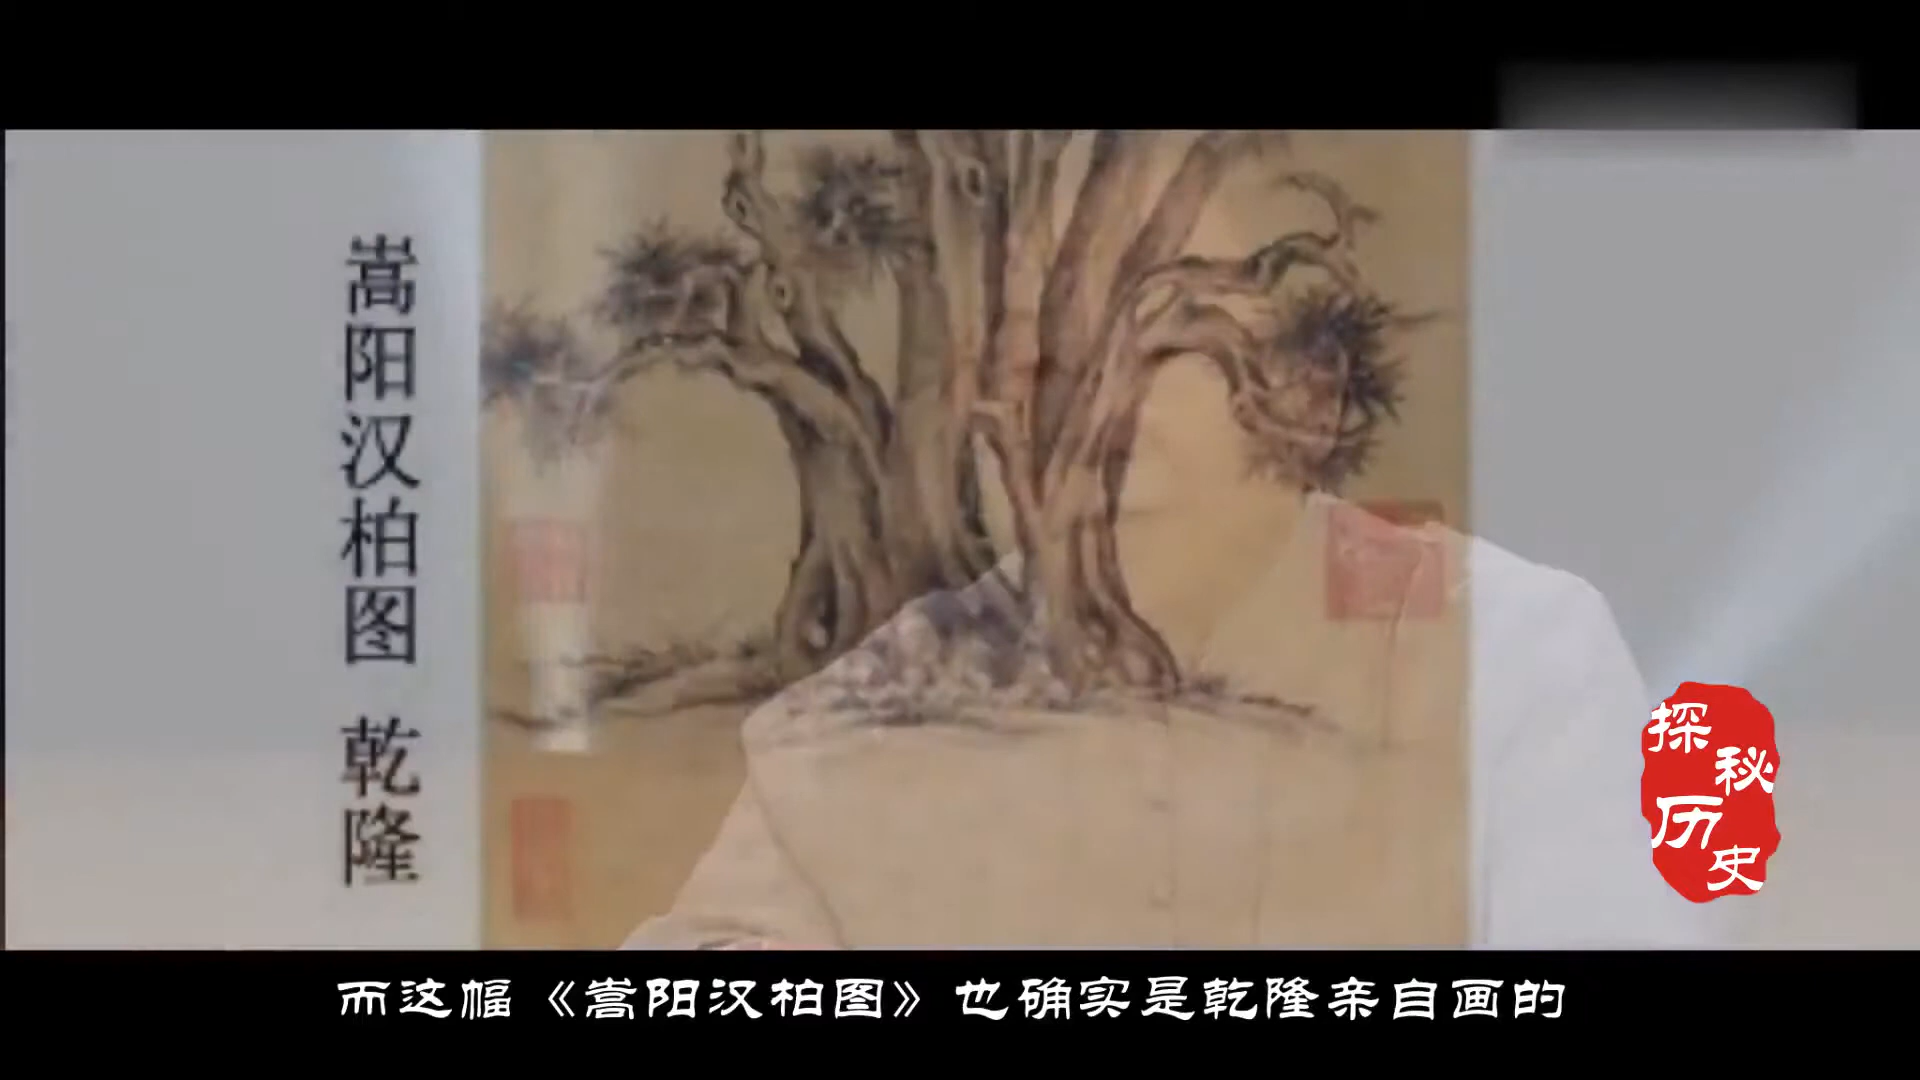 嵩阳汉柏图 乾隆
探秘历史
而这幅《嵩阳汉柏图》也确实是乾隆亲自画的